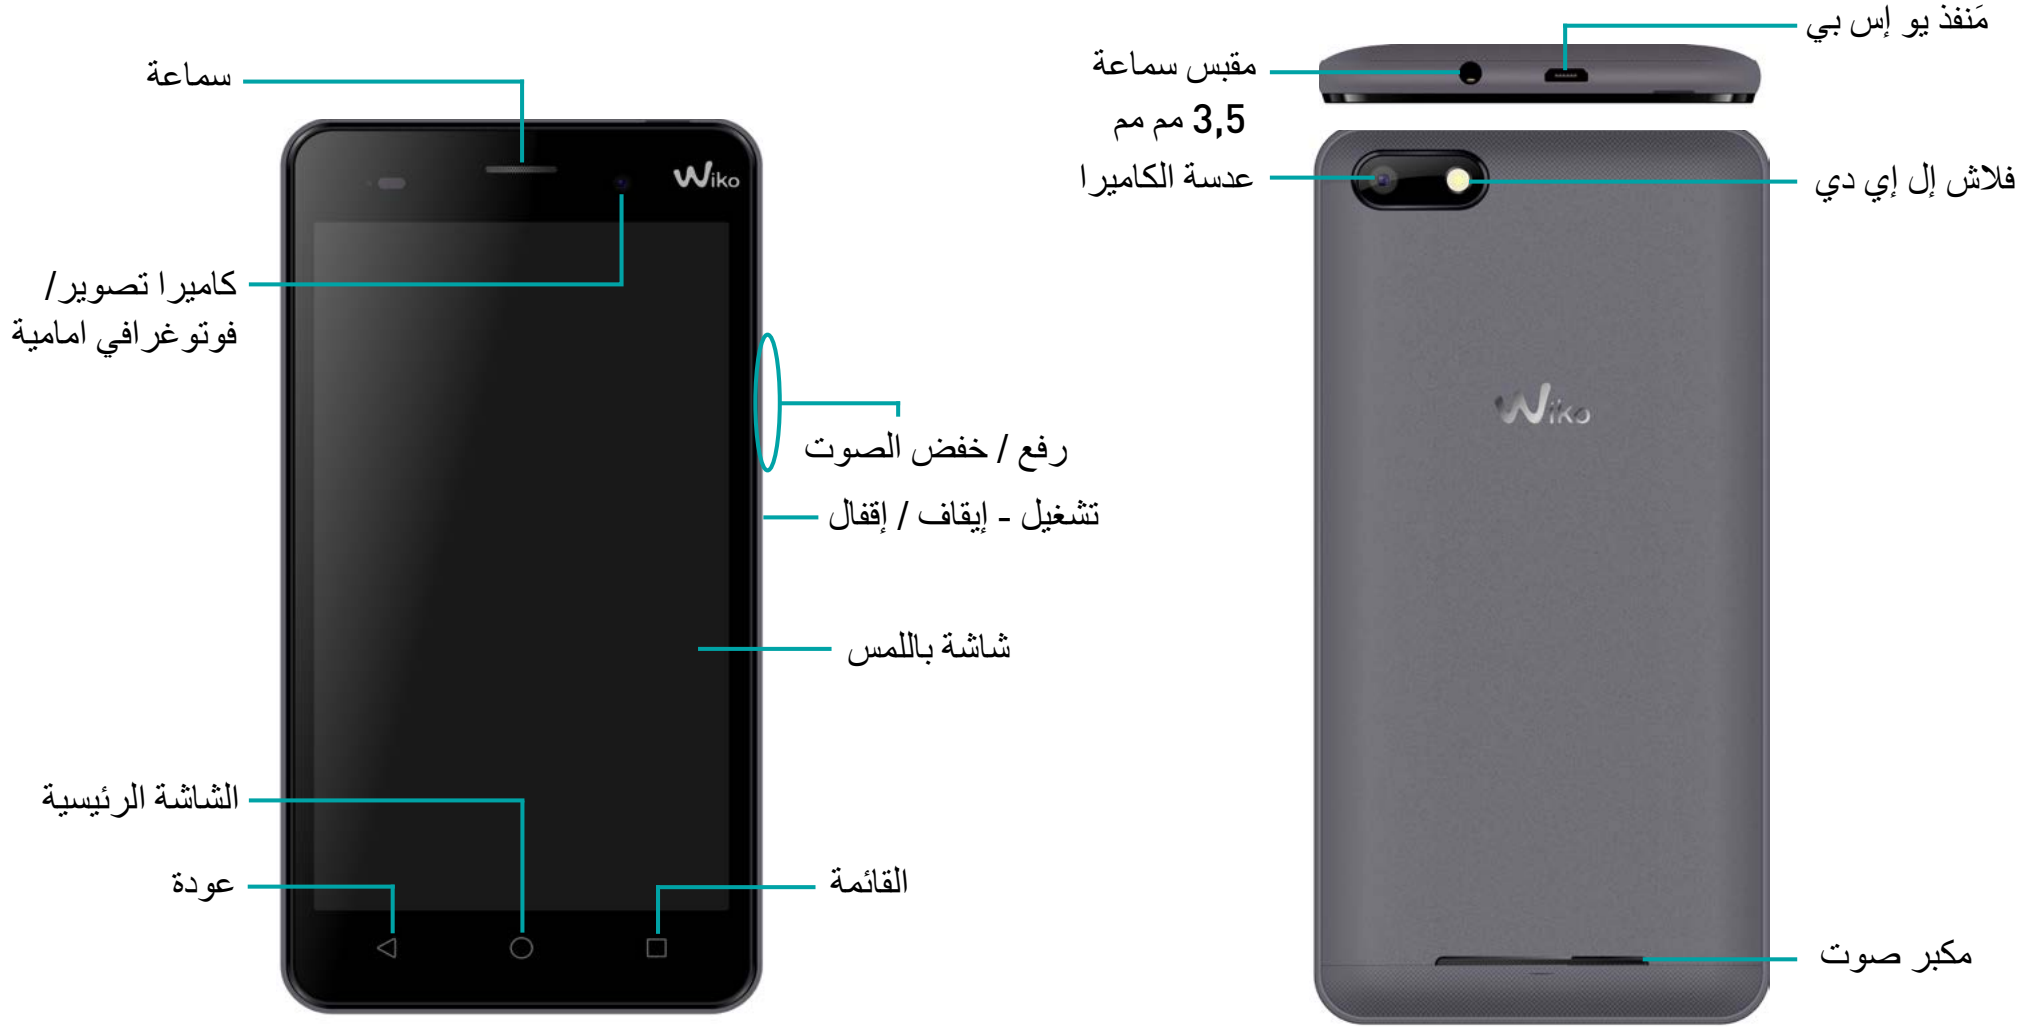 سماعة
Wiko
كاميرا تصوير/
فوتوغرافي امامية
رفع / خفض الصوت
تشغيل - إيقاف / إقفال
شاشة باللمس
الشاشة الرئيسية
عودة
القائمة
مَنفذ يو إس بي
مقبس سماعة
3,5 مم مم
عدسة الكاميرا
فلاش إل إي دي
Wiko
مكبر صوت